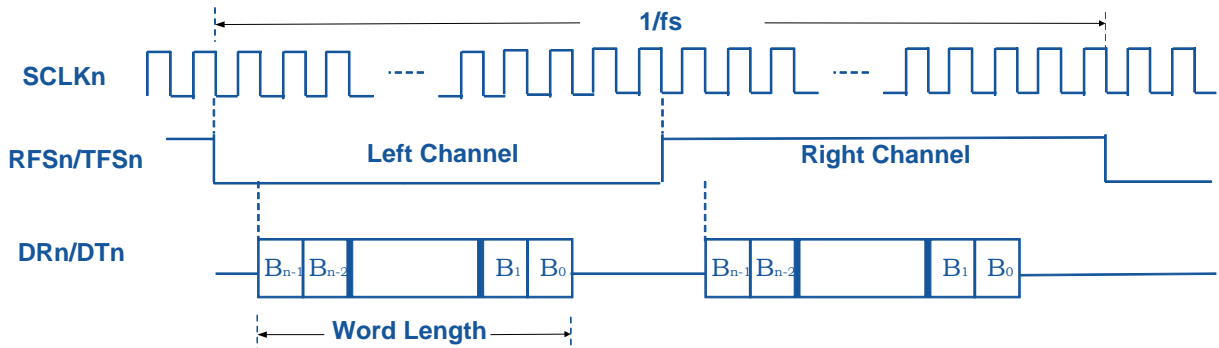 1/fs
SCLKn
RFSn/TFSn Left Channel Right Channel
DRn/DTn Bn-1 Bn-2 B1 B0 Bn-1 Bn-2 B1 B0
Word Length